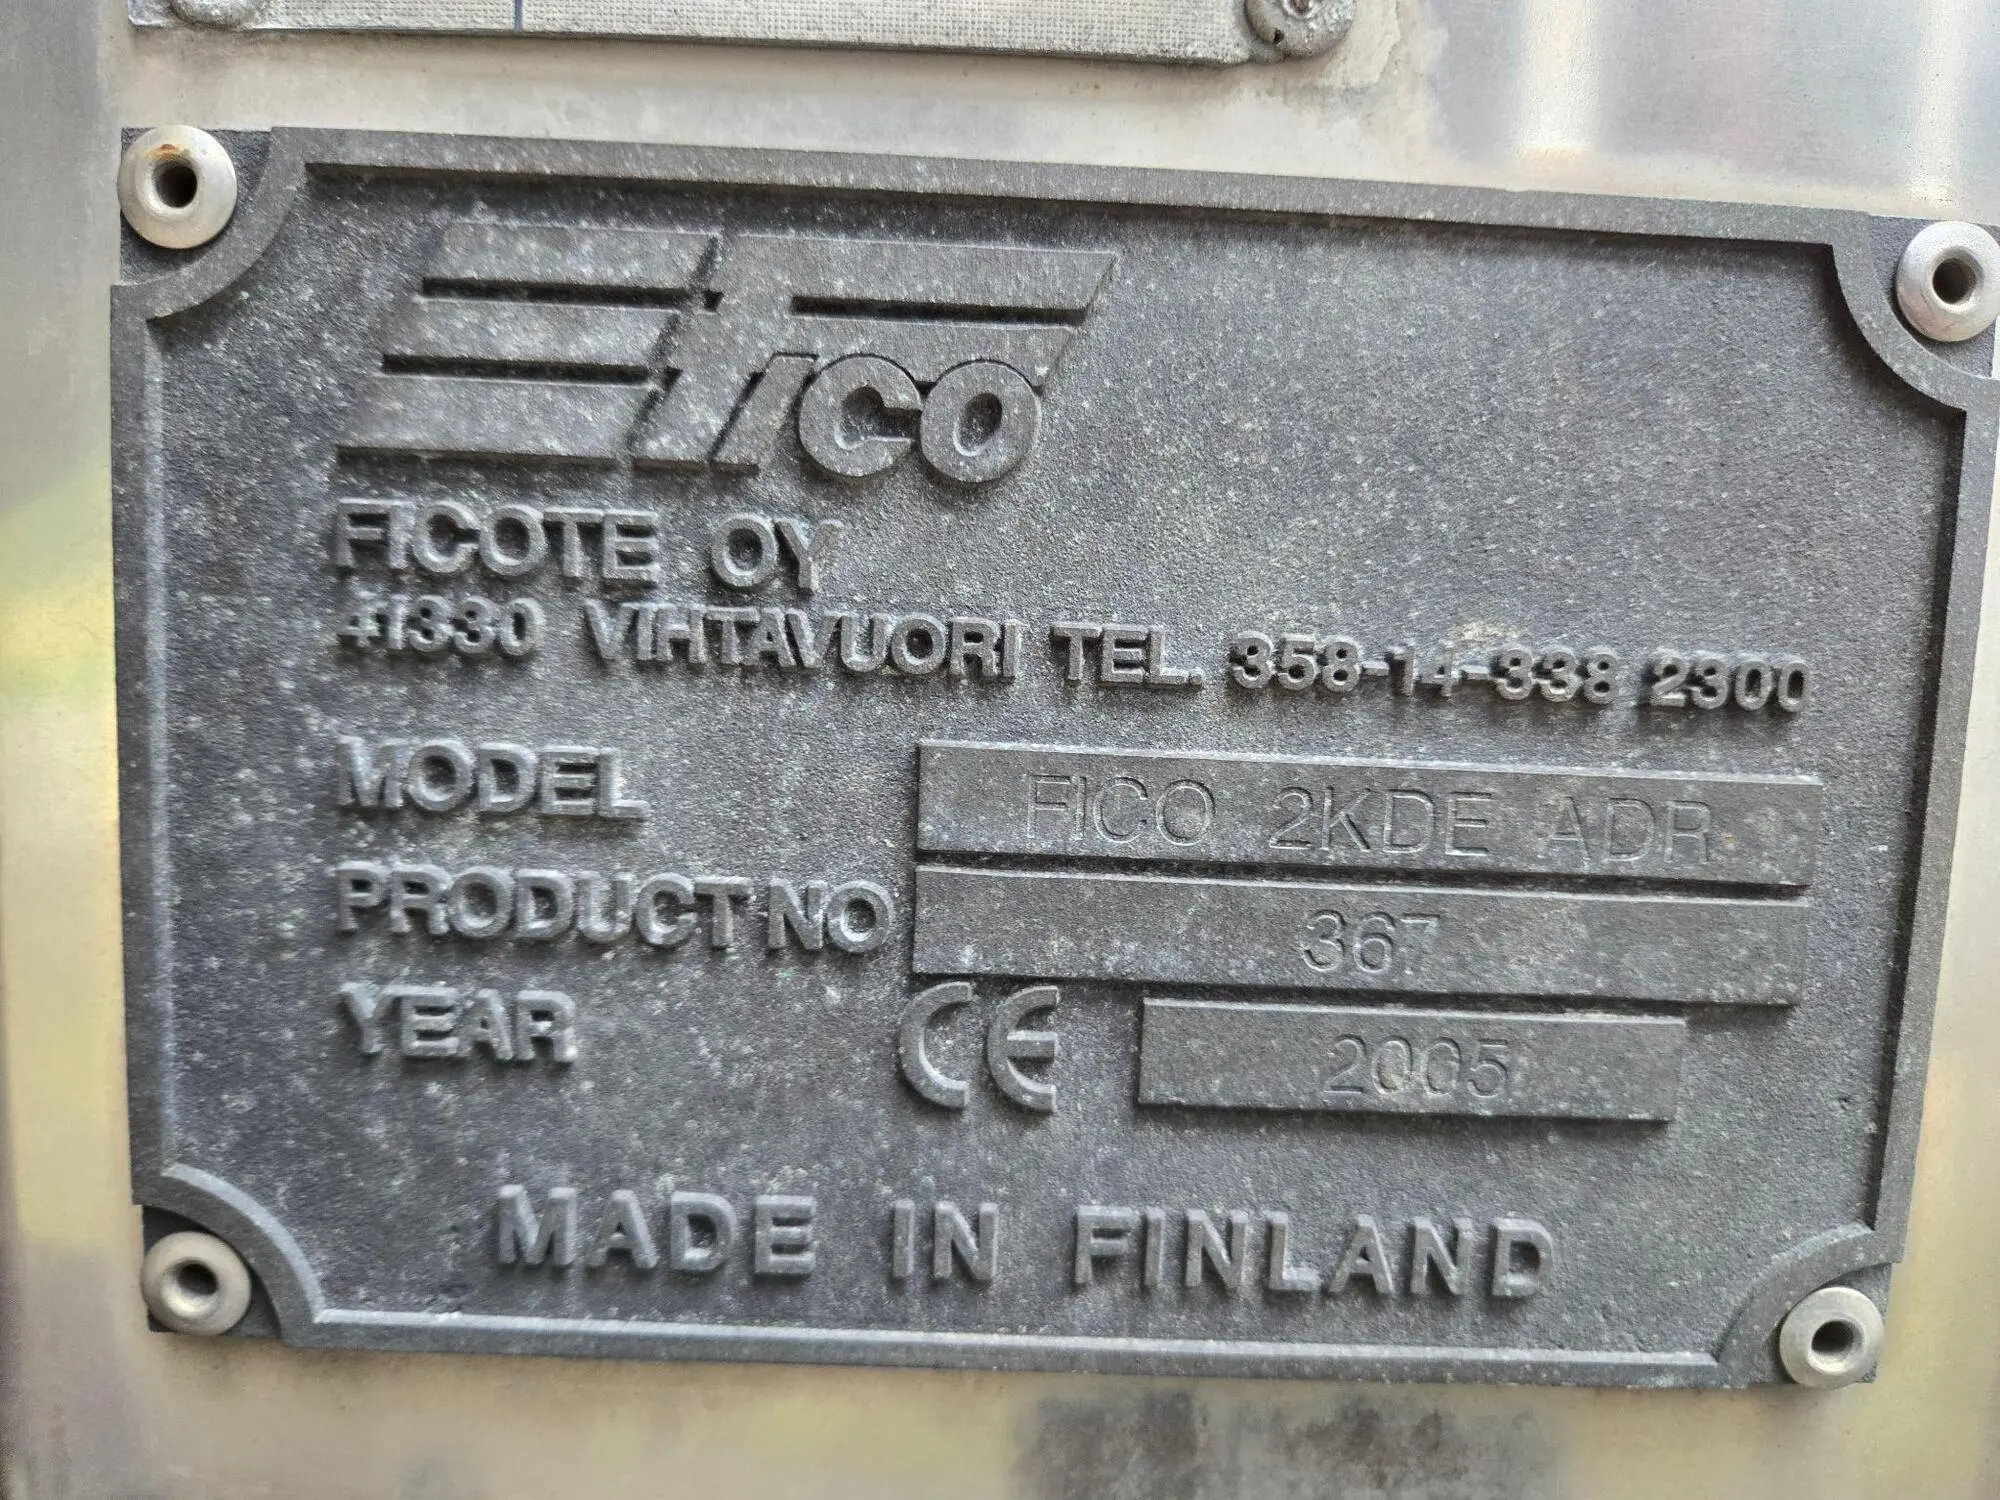 FICO
FICOTE OY
41330 VIHTAVUORI TEL. 358-14-338 2300
MODEL FICO 2KDE ADR
PRODUCT NO 367
YEAR CE 2005
MADE IN FINLAND